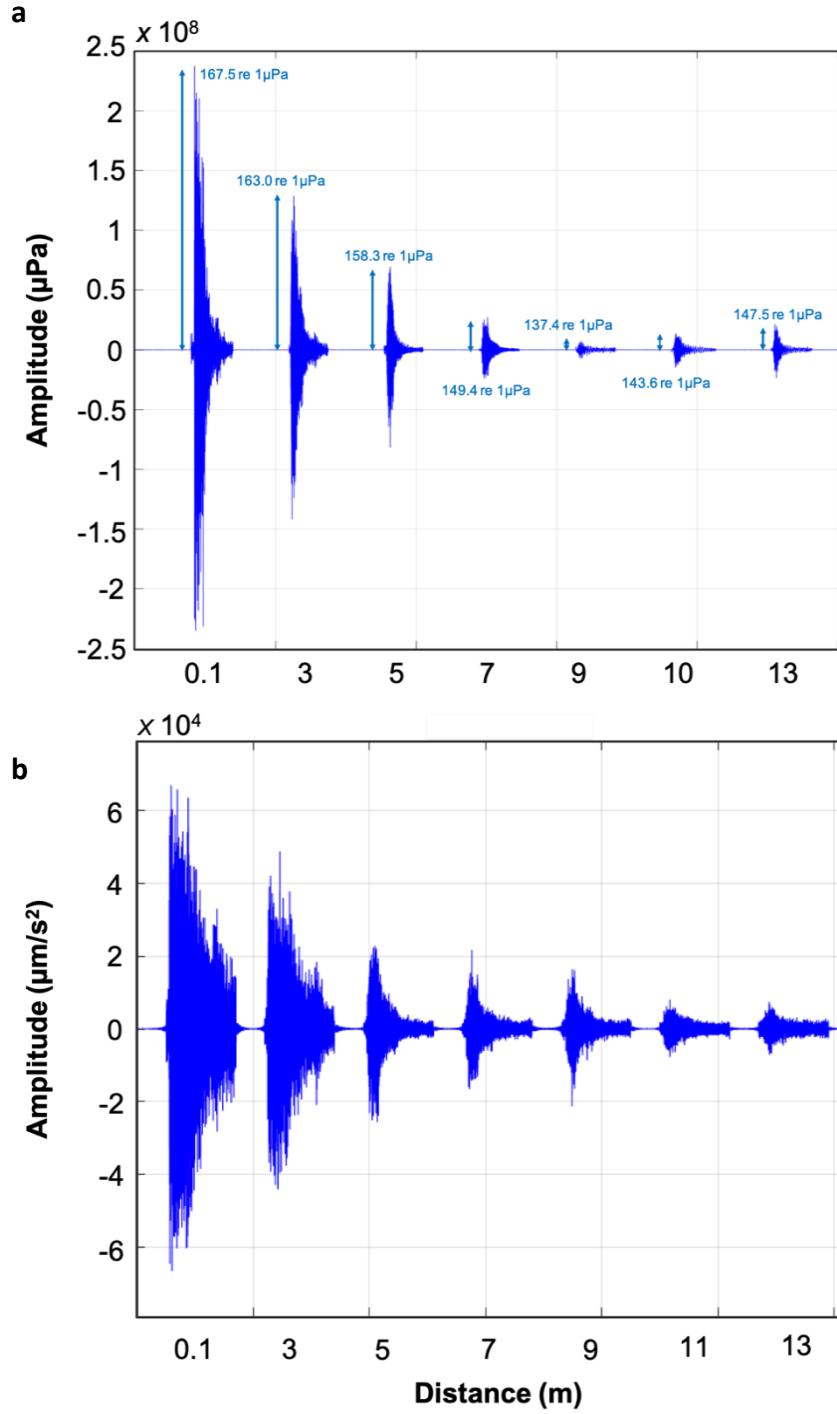 a
x 10⁸
2.5
2
1.5
1
0.5
0
-0.5
-1
-1.5
-2
-2.5
Amplitude (µPa)
167.5 re 1µPa
163.0 re 1µPa
158.3 re 1µPa
149.4 re 1µPa
137.4 re 1µPa
143.6 re 1µPa
147.5 re 1µPa
0.1 3 5 7 9 10 13
b
x 10⁴
6
4
2
0
-2
-4
-6
Amplitude (µm/s²)
0.1 3 5 7 9 11 13
Distance (m)